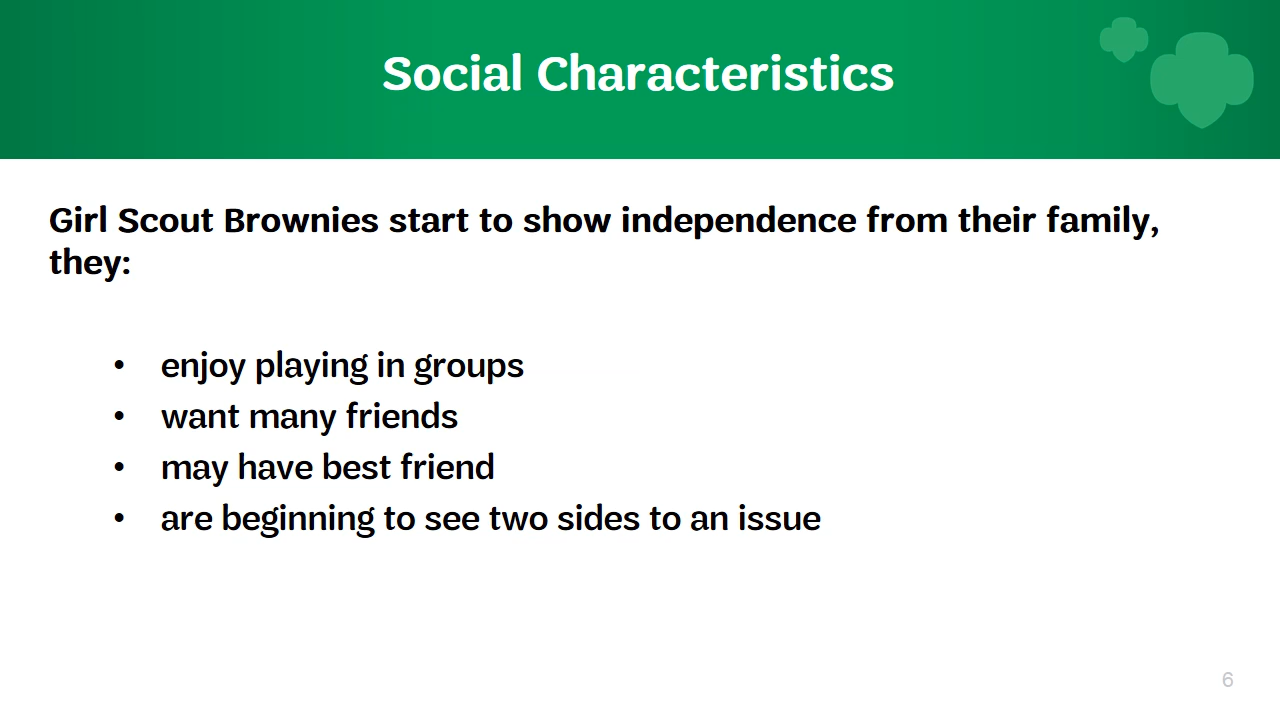 Social Characteristics
Girl Scout Brownies start to show independence from their family,
they:
• enjoy playing in groups
• want many friends
• may have best friend
• are beginning to see two sides to an issue
6